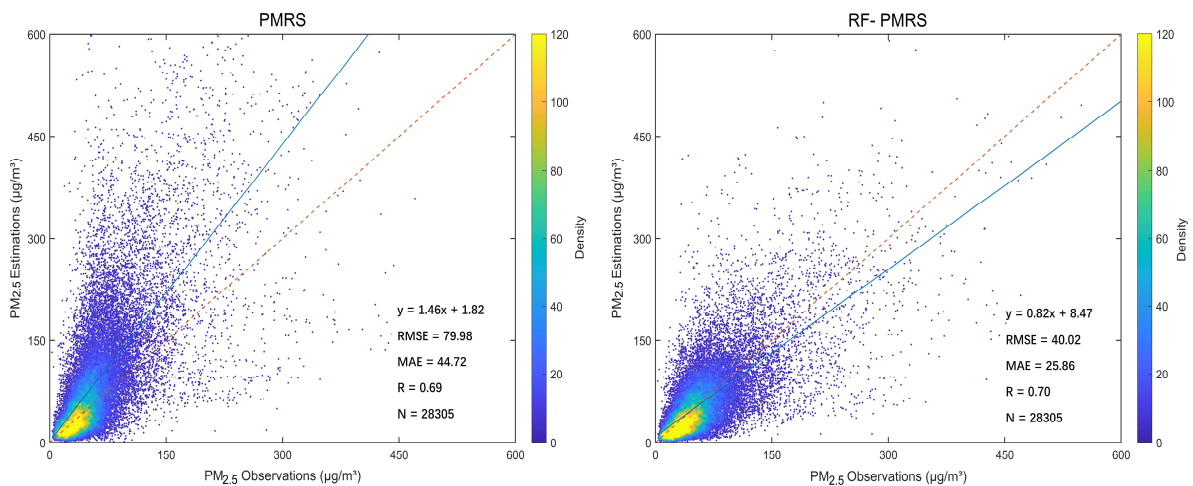 PMRS
600
450
300
150
0
0 150 300 450 600
PM2.5 Estimations (µg/m³)
PM2.5 Observations (µg/m³)
y = 1.46x + 1.82
RMSE = 79.98
MAE = 44.72
R = 0.69
N = 28305
120
100
80
60
40
20
0
Density
RF- PMRS
600
450
300
150
0
0 150 300 450 600
PM2.5 Estimations (µg/m³)
PM2.5 Observations (µg/m³)
y = 0.82x + 8.47
RMSE = 40.02
MAE = 25.86
R = 0.70
N = 28305
120
100
80
60
40
20
0
Density